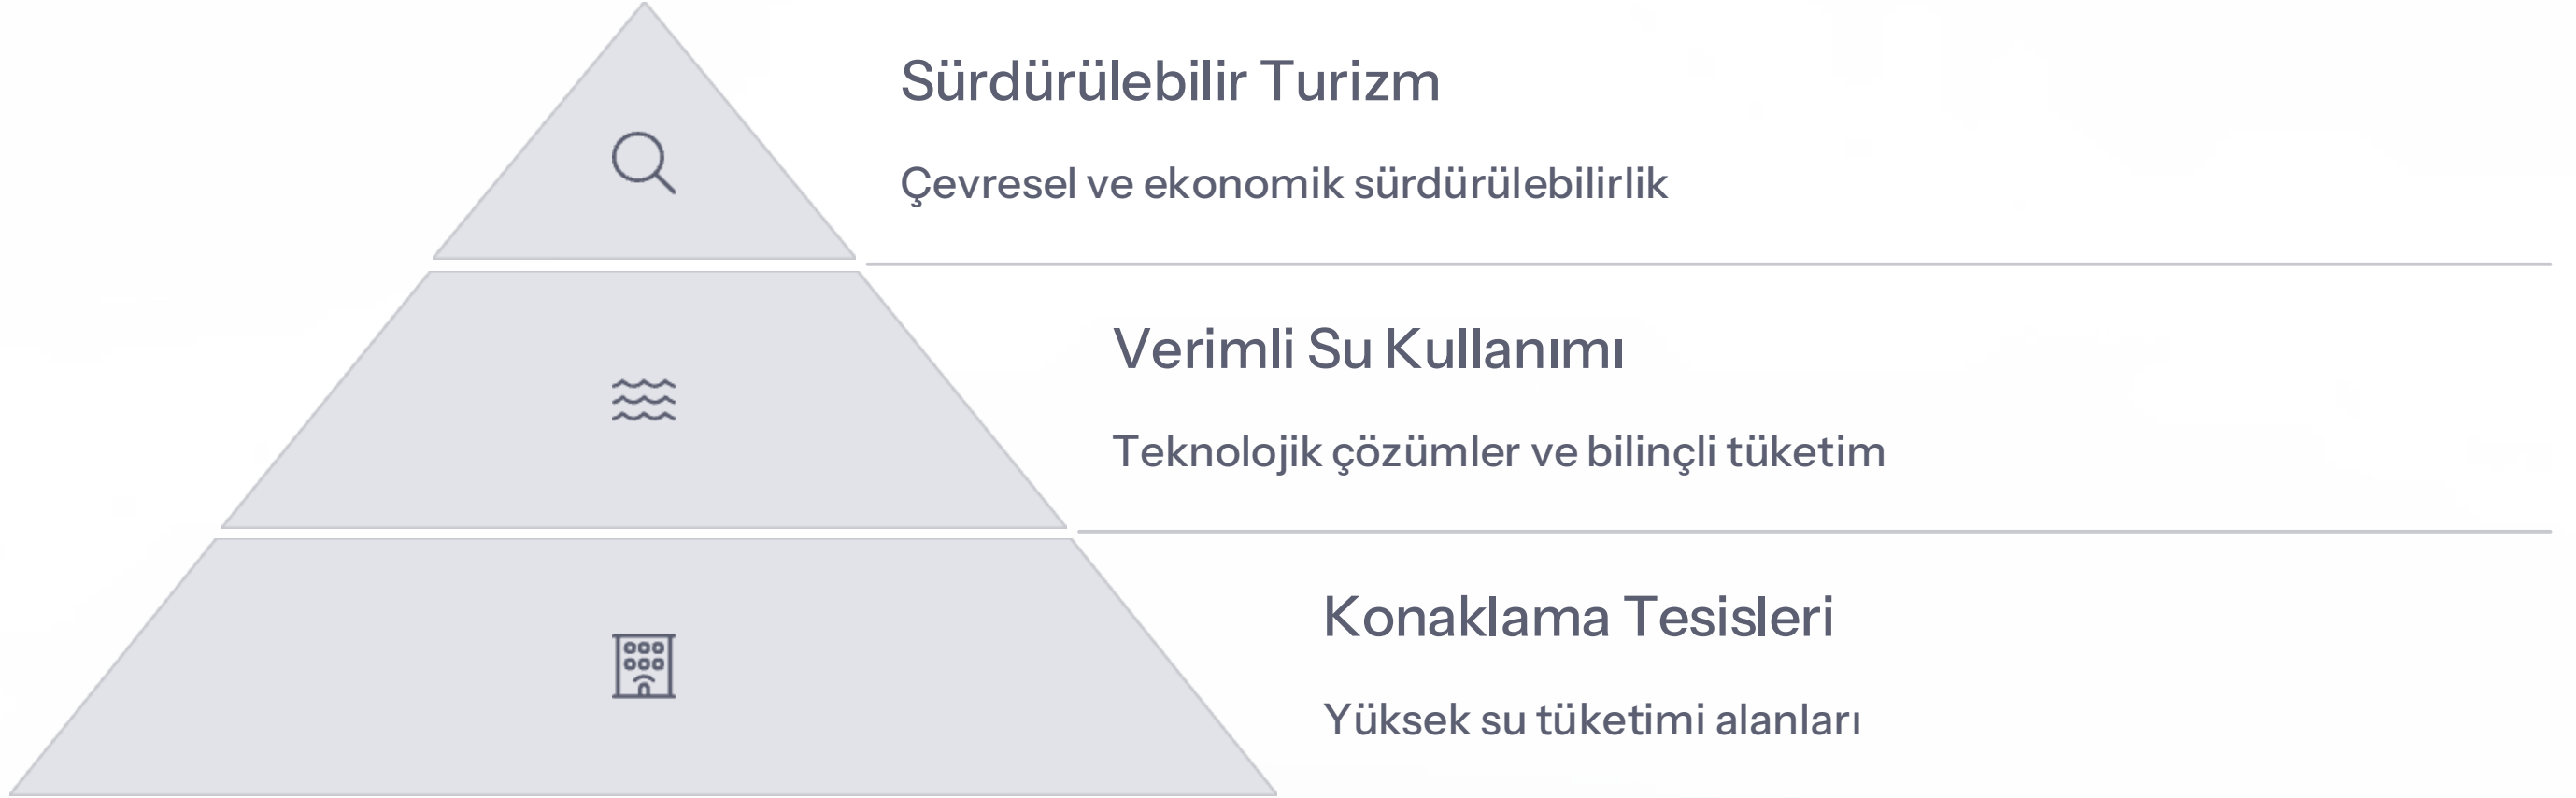 Sürdürülebilir Turizm
Çevresel ve ekonomik sürdürülebilirlik
Verimli Su Kullanımı
Teknolojik çözümler ve bilinçli tüketim
Konaklama Tesisleri
Yüksek su tüketimi alanları